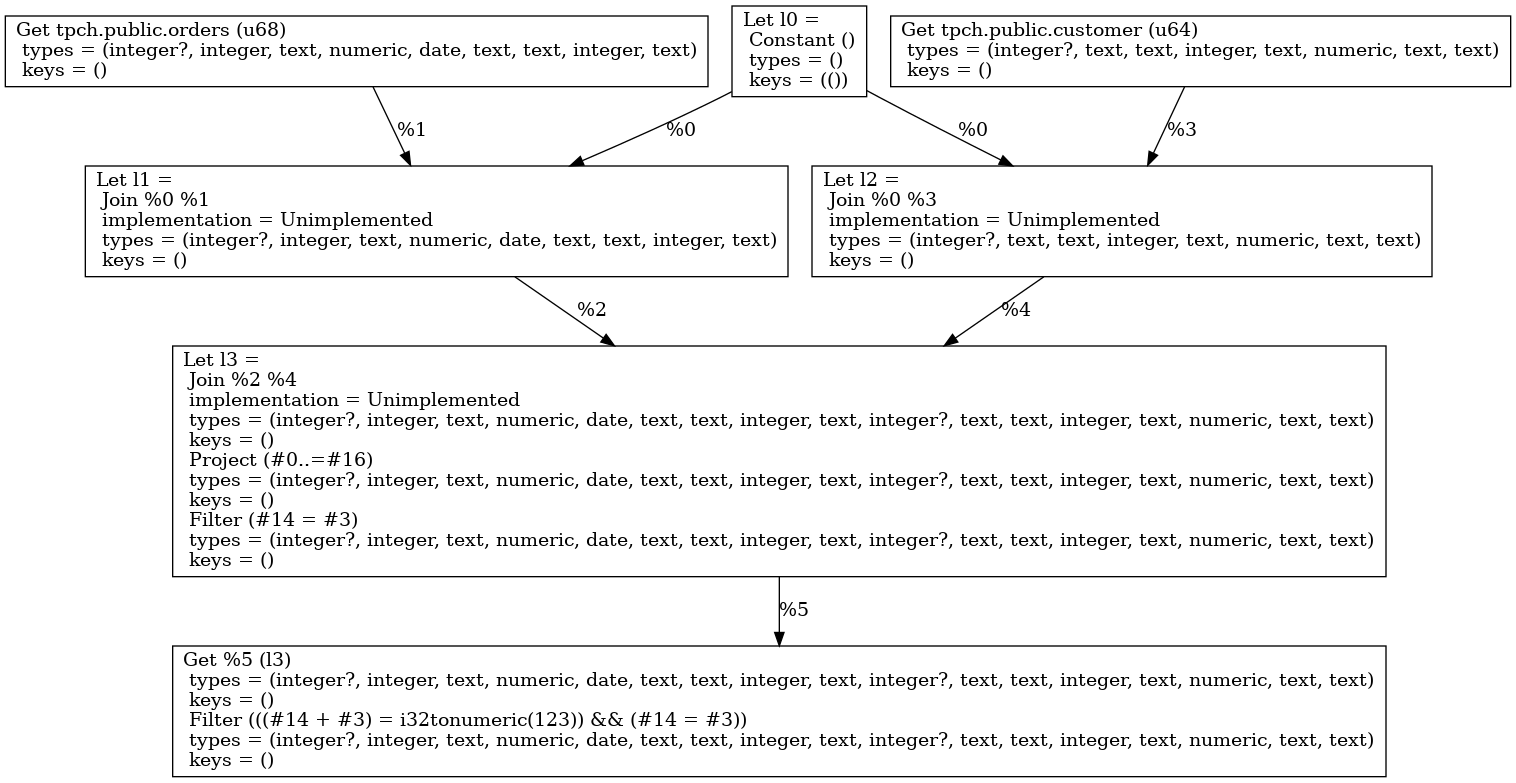 Get tpch.public.orders (u68)
types = (integer?, integer, text, numeric, date, text, text, integer, text)
keys = ()
Let l0 =
Constant ()
types = ()
keys = (())
Get tpch.public.customer (u64)
types = (integer?, text, text, integer, text, numeric, text, text)
keys = ()
%1
%0
%0
%3
Let l1 =
Join %0 %1
implementation = Unimplemented
types = (integer?, integer, text, numeric, date, text, text, integer, text)
keys = ()
Let l2 =
Join %0 %3
implementation = Unimplemented
types = (integer?, text, text, integer, text, numeric, text, text)
keys = ()
%2
%4
Let l3 =
Join %2 %4
implementation = Unimplemented
types = (integer?, integer, text, numeric, date, text, text, integer, text, integer?, text, text, integer, text, numeric, text, text)
keys = ()
Project (#0..=#16)
types = (integer?, integer, text, numeric, date, text, text, integer, text, integer?, text, text, integer, text, numeric, text, text)
keys = ()
Filter (#14 = #3)
types = (integer?, integer, text, numeric, date, text, text, integer, text, integer?, text, text, integer, text, numeric, text, text)
keys = ()
%5
Get %5 (l3)
types = (integer?, integer, text, numeric, date, text, text, integer, text, integer?, text, text, integer, text, numeric, text, text)
keys = ()
Filter (((#14 + #3) = i32tonumeric(123)) && (#14 = #3))
types = (integer?, integer, text, numeric, date, text, text, integer, text, integer?, text, text, integer, text, numeric, text, text)
keys = ()